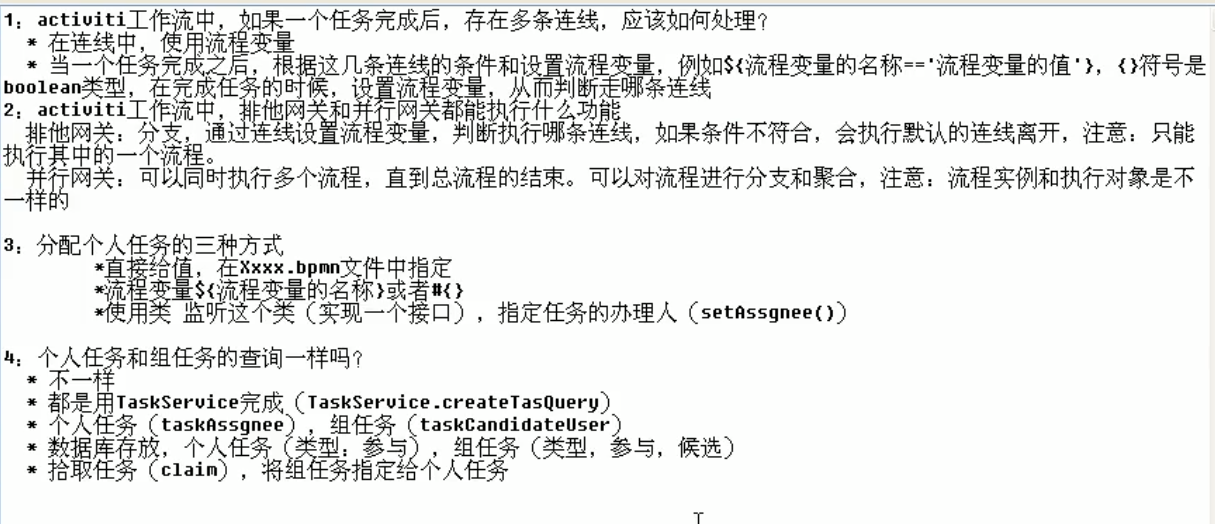 1：activiti工作流中，如果一个任务完成后，存在多条连线，应该如何处理？
* 在连线中，使用流程变量
* 当一个任务完成之后，根据这几条连线的条件和设置流程变量，例如${流程变量的名称=='流程变量的值'}，{}符号是
boolean类型，在完成任务的时候，设置流程变量，从而判断走哪条连线
2：activiti工作流中，排他网关和并行网关都能执行什么功能
排他网关：分支，通过连线设置流程变量，判断执行哪条连线，如果条件不符合，会执行默认的连线离开，注意：只能
执行其中的一个流程。
并行网关：可以同时执行多个流程，直到总流程的结束。可以对流程进行分支和聚合，注意：流程实例和执行对象是不
一样的
3：分配个人任务的三种方式
*直接给值，在Xxxx.bpmn文件中指定
*流程变量${流程变量的名称}或者#{}
*使用类 监听这个类（实现一个接口），指定任务的办理人（setAssgnee()）
4：个人任务和组任务的查询一样吗？
* 不一样
* 都是用TaskService完成（TaskService.createTasQuery）
* 个人任务（taskAssgnee），组任务（taskCandidateUser）
* 数据库存放，个人任务（类型：参与），组任务（类型，参与，候选）
* 拾取任务（claim），将组任务指定给个人任务